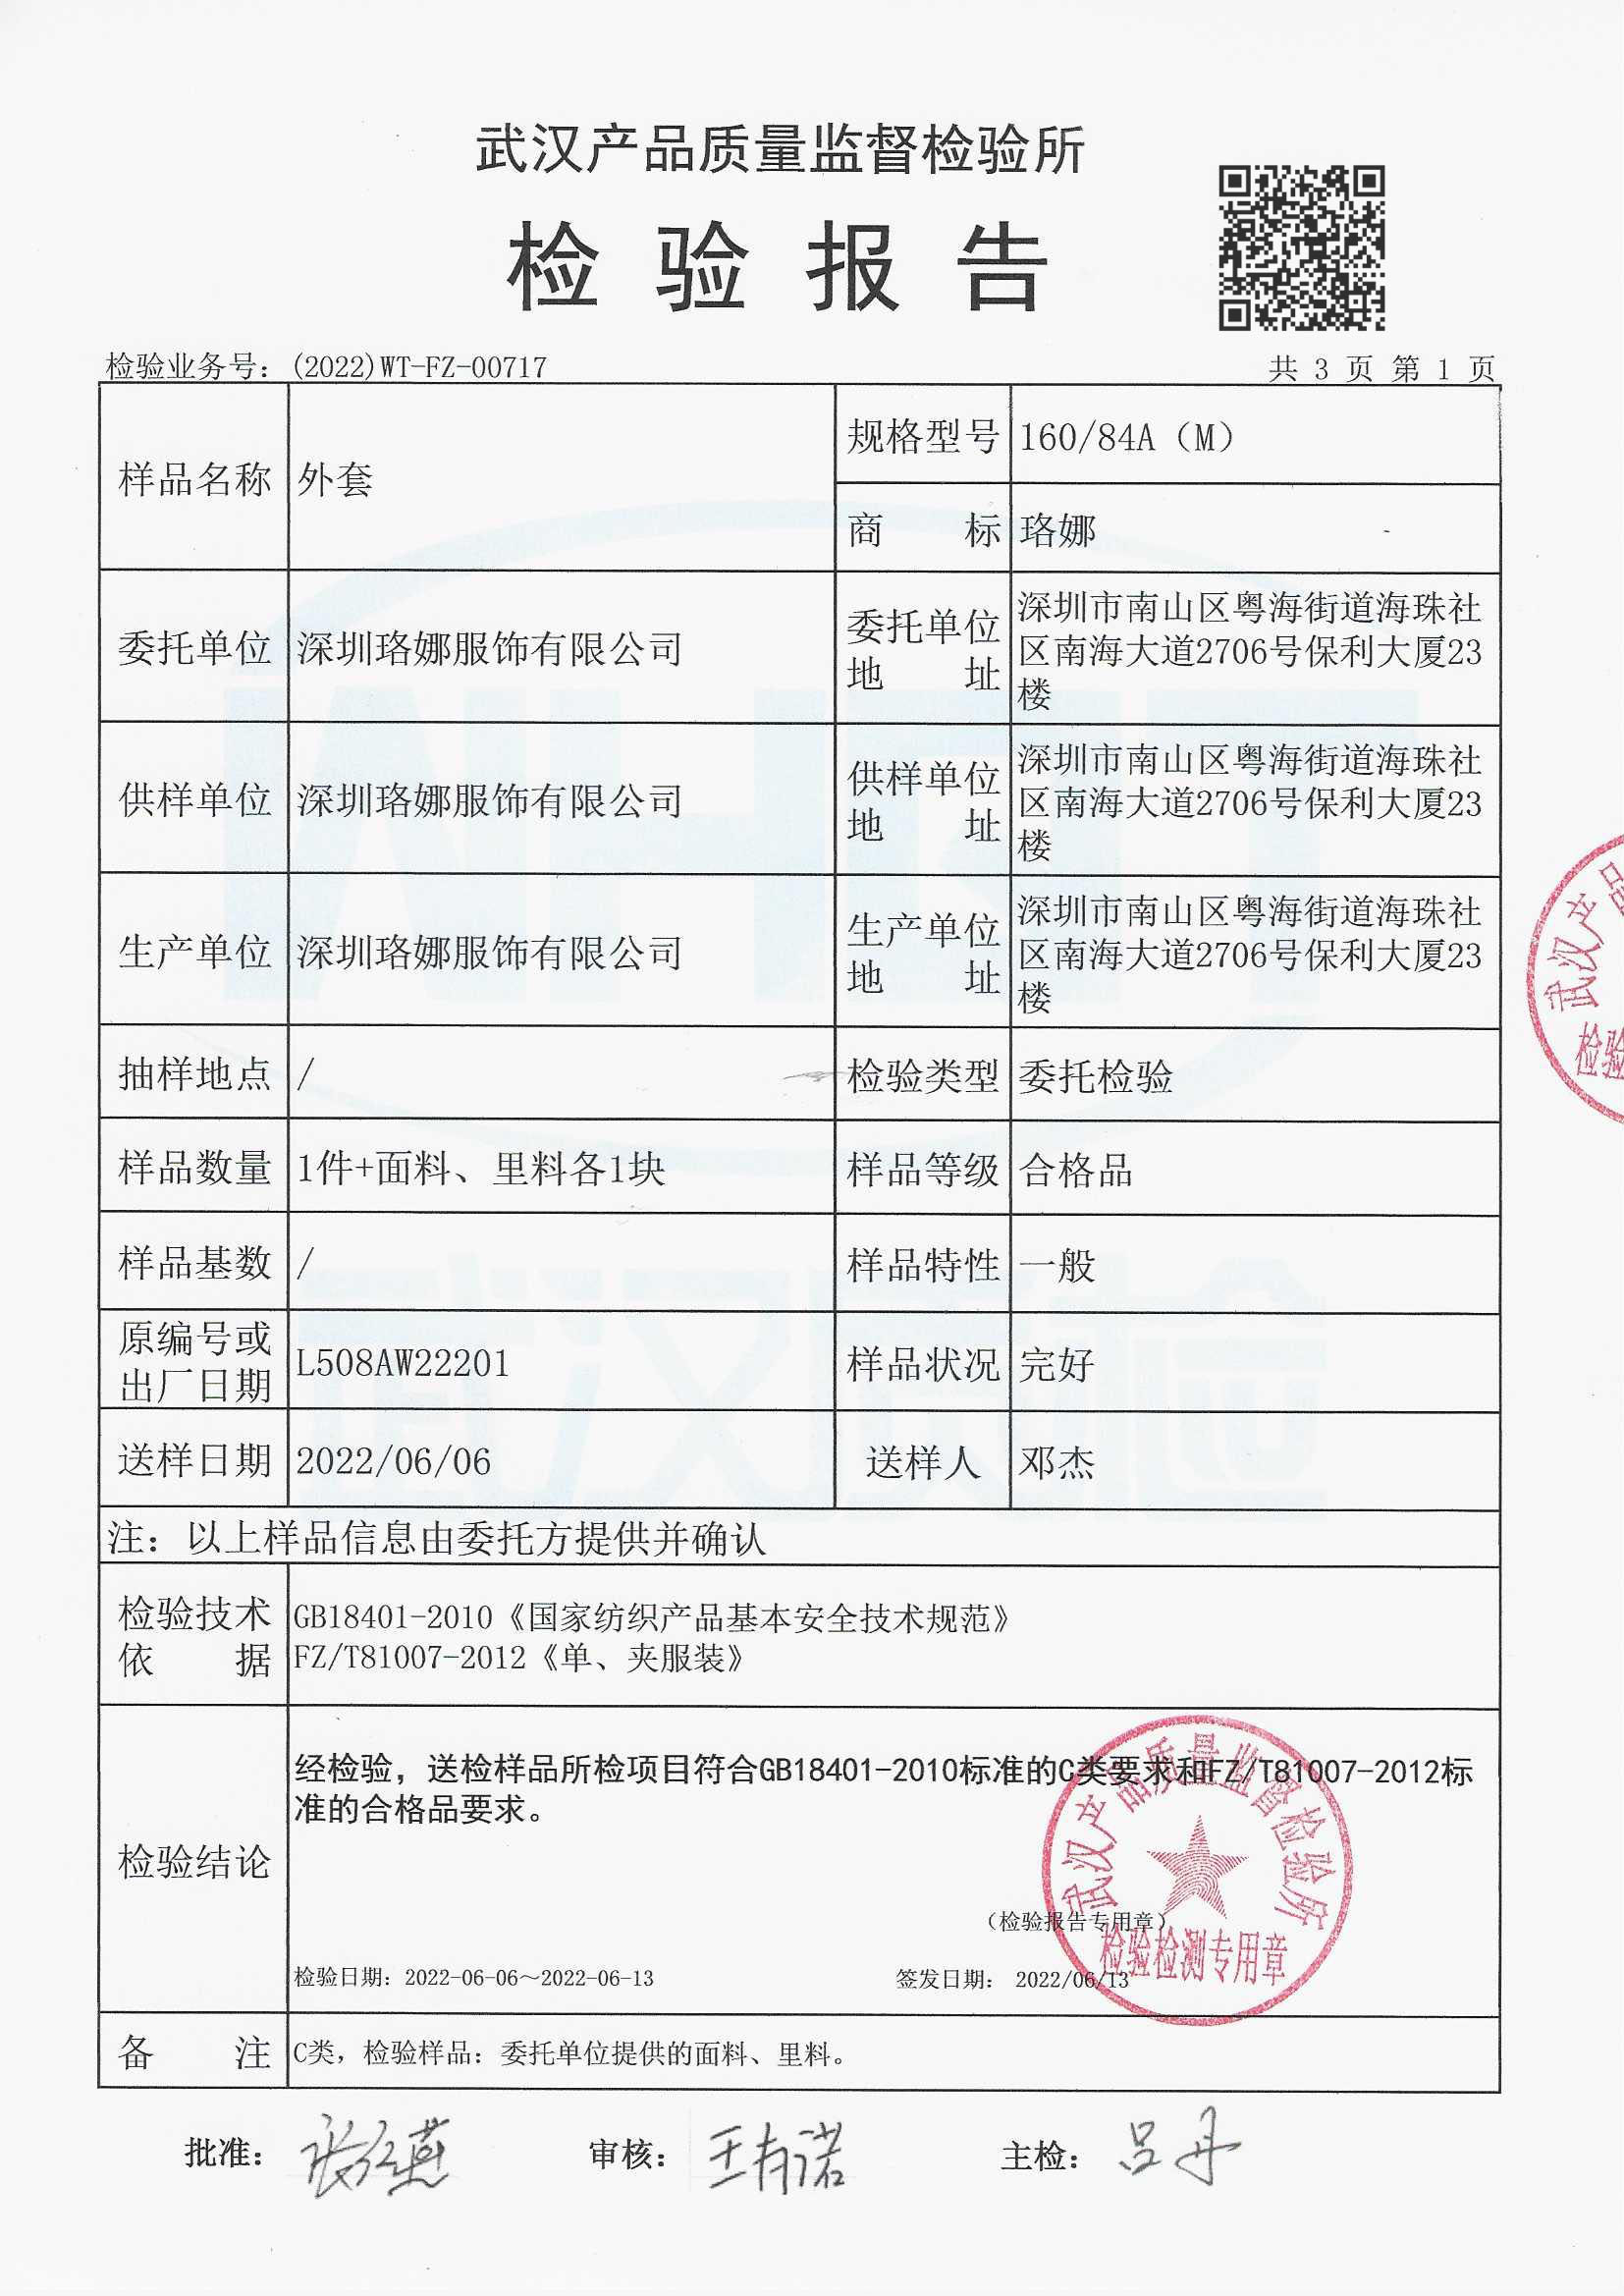 武汉产品质量监督检验所
检 验 报 告
检验业务号：(2022)WT-FZ-00717
共 3 页 第 1 页
样品名称 外套 规格型号 160/84A（M）
商 标 珞娜
委托单位 深圳珞娜服饰有限公司 委托单位地 址 深圳市南山区粤海街道海珠社
区南海大道2706号保利大厦23
楼
供样单位 深圳珞娜服饰有限公司 供样单位地 址 深圳市南山区粤海街道海珠社
区南海大道2706号保利大厦23
楼
生产单位 深圳珞娜服饰有限公司 生产单位地 址 深圳市南山区粤海街道海珠社
区南海大道2706号保利大厦23
楼
抽样地点 / 检验类型 委托检验
样品数量 1件+面料、里料各1块 样品等级 合格品
样品基数 / 样品特性 一般
原编号或
出厂日期 L508AW22201 样品状况 完好
送样日期 2022/06/06 送样人 邓杰
注：以上样品信息由委托方提供并确认
检验技术
依 据
GB18401-2010《国家纺织产品基本安全技术规范》
FZ/T81007-2012《单、夹服装》
检验结论
经检验，送检样品所检项目符合GB18401-2010标准的C类要求和FZ/T81007-2012标
准的合格品要求。
（检验报告专用章）
武汉产品质量监督检验所
检验检测专用章
检验日期：2022-06-06～2022-06-13
签发日期： 2022/06/13
备 注 C类，检验样品：委托单位提供的面料、里料。
批准： 审核：王有诺 主检：吕丹
武汉产品
检验